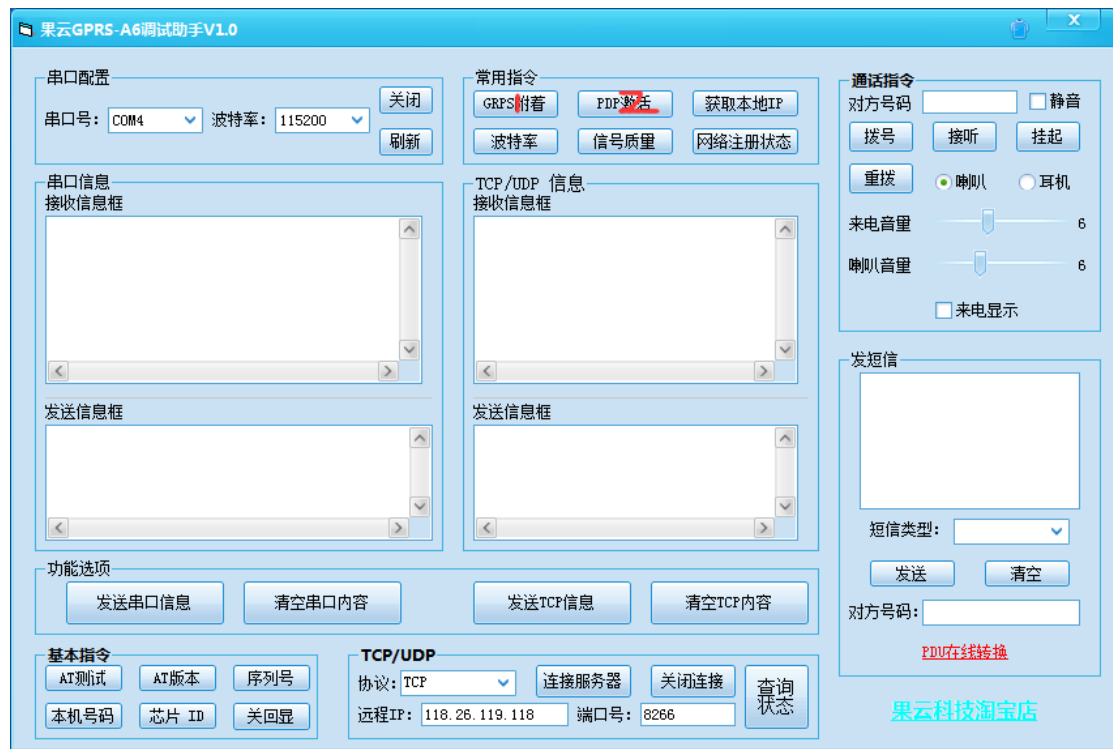 果云GPRS-A6调试助手V1.0
X
串口配置
串口号: COM4 波特率: 115200
关闭
刷新
常用指令
GRPS附着 PDP激活 获取本地IP
波特率 信号质量 网络注册状态
通话指令
对方号码 静音
拨号 接听 挂起
重拨 喇叭 耳机
来电音量 6
喇叭音量 6
来电显示
串口信息
接收信息框
发送信息框
TCP/UDP 信息
接收信息框
发送信息框
发短信
短信类型:
发送 清空
对方号码:
PDU在线转换
功能选项
发送串口信息 清空串口内容 发送TCP信息 清空TCP内容
基本指令
AT测试 AT版本 序列号
本机号码 芯片 ID 关回显
TCP/UDP
协议: TCP 连接服务器 关闭连接
远程IP: 118.26.119.118 端口号: 8266
查询
状态
果云科技淘宝店